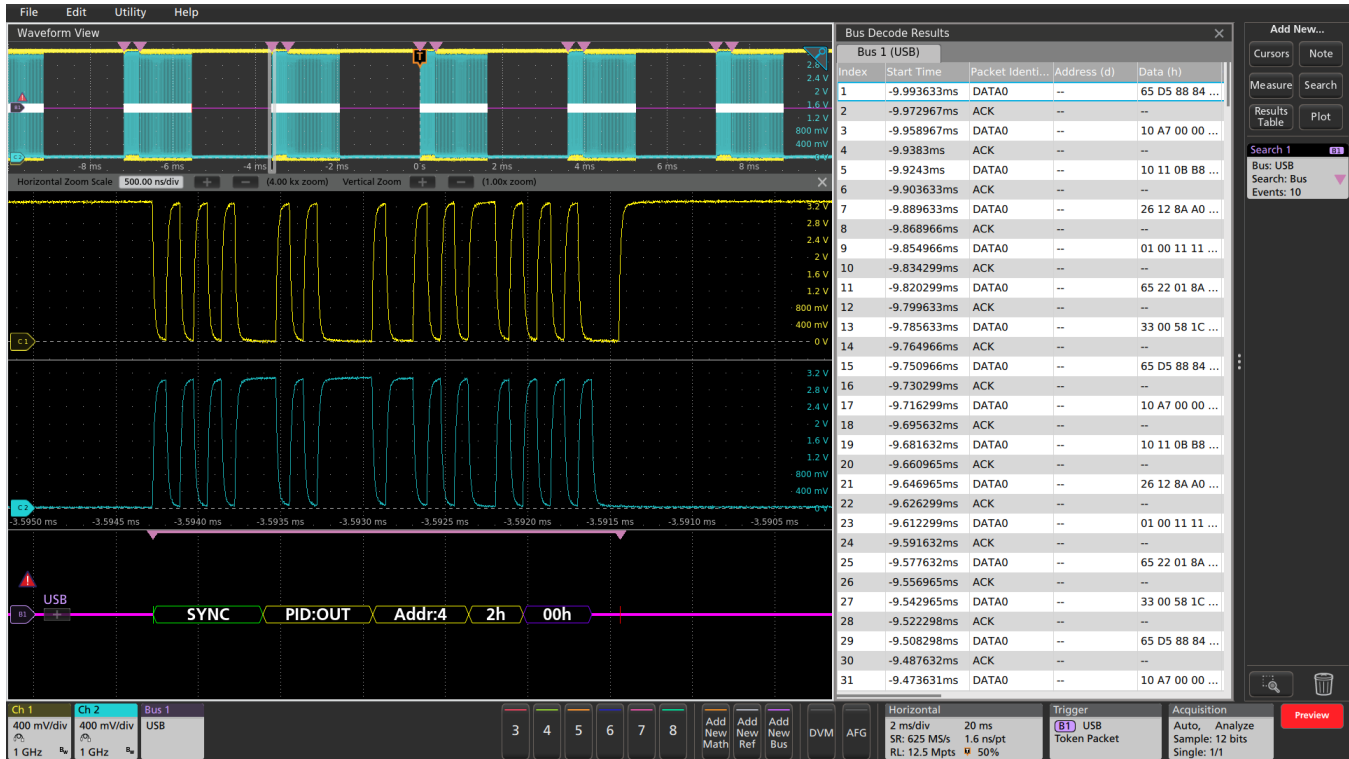 File Edit Utility Help
Waveform View
2.8 V
2.4 V
2 V
1.6 V
1.2 V
800 mV
400 mV
0 V
T
B1
C 2
-8 ms -6 ms -4 ms -2 ms 0 s 2 ms 4 ms 6 ms 8 ms
Horizontal Zoom Scale 500.00 ns/div + − (4.00 kx zoom) Vertical Zoom + − (1.00x zoom) ×
3.2 V
2.8 V
2.4 V
2 V
1.6 V
1.2 V
800 mV
400 mV
C 1 0 V
3.2 V
2.8 V
2.4 V
2 V
1.6 V
1.2 V
800 mV
400 mV
C 2 0 V
-3.5950 ms -3.5945 ms -3.5940 ms -3.5935 ms -3.5930 ms -3.5925 ms -3.5920 ms -3.5915 ms -3.5910 ms -3.5905 ms
USB
B1 + SYNC PID:OUT Addr:4 2h 00h
Bus Decode Results ×
Bus 1 (USB)
Index Start Time Packet Identi... Address (d) Data (h)
1 -9.993633ms DATA0 -- 65 D5 88 84 ...
2 -9.972967ms ACK -- --
3 -9.958967ms DATA0 -- 10 A7 00 00 ...
4 -9.9383ms ACK -- --
5 -9.9243ms DATA0 -- 10 11 0B B8 ...
6 -9.903633ms ACK -- --
7 -9.889633ms DATA0 -- 26 12 8A A0 ...
8 -9.868966ms ACK -- --
9 -9.854966ms DATA0 -- 01 00 11 11 ...
10 -9.834299ms ACK -- --
11 -9.820299ms DATA0 -- 65 22 01 8A ...
12 -9.799633ms ACK -- --
13 -9.785633ms DATA0 -- 33 00 58 1C ...
14 -9.764966ms ACK -- --
15 -9.750966ms DATA0 -- 65 D5 88 84 ...
16 -9.730299ms ACK -- --
17 -9.716299ms DATA0 -- 10 A7 00 00 ...
18 -9.695632ms ACK -- --
19 -9.681632ms DATA0 -- 10 11 0B B8 ...
20 -9.660965ms ACK -- --
21 -9.646965ms DATA0 -- 26 12 8A A0 ...
22 -9.626299ms ACK -- --
23 -9.612299ms DATA0 -- 01 00 11 11 ...
24 -9.591632ms ACK -- --
25 -9.577632ms DATA0 -- 65 22 01 8A ...
26 -9.556965ms ACK -- --
27 -9.542965ms DATA0 -- 33 00 58 1C ...
28 -9.522298ms ACK -- --
29 -9.508298ms DATA0 -- 65 D5 88 84 ...
30 -9.487632ms ACK -- --
31 -9.473631ms DATA0 -- 10 A7 00 00 ...
Add New...
Cursors Note
Measure Search
Results Table Plot
Search 1 B1
Bus: USB
Search: Bus
Events: 10
Ch 1
400 mV/div
1 GHz Bw
Ch 2
400 mV/div
1 GHz Bw
Bus 1
USB
3 4 5 6 7 8
Add New Math
Add New Ref
Add New Bus
DVM AFG
Horizontal
2 ms/div 20 ms
SR: 625 MS/s 1.6 ns/pt
RL: 12.5 Mpts 50%
Trigger
B1 USB
Token Packet
Acquisition
Auto, Analyze
Sample: 12 bits
Single: 1/1
Preview